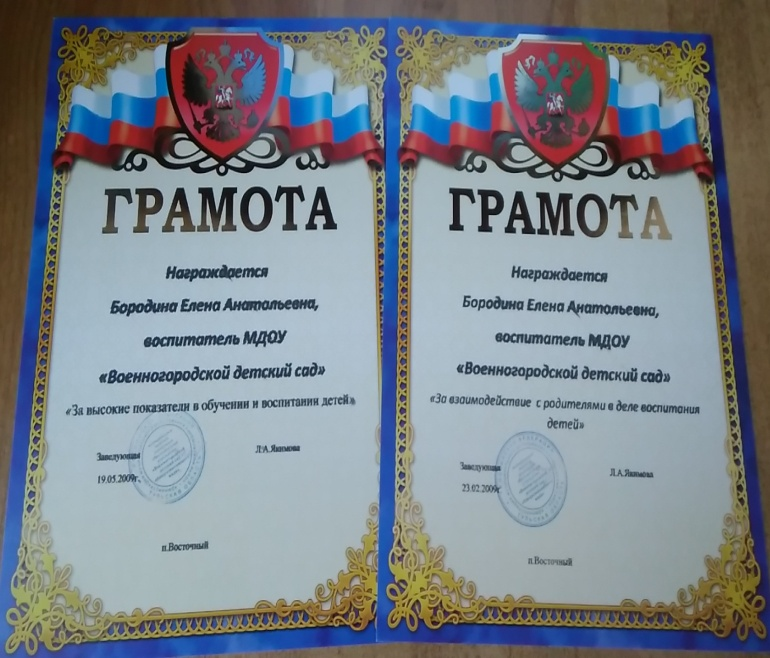 ГРАМОТА
Награждается
Бородина Елена Анатольевна,
воспитатель МДОУ
«Военногородской детский сад»
«За высокие показатели в обучении и воспитании детей»
Заведующая
Л.А.Якимова
19.05.2009г.
п.Восточный
ГРАМОТА
Награждается
Бородина Елена Анатольевна,
воспитатель МДОУ
«Военногородской детский сад»
«За взаимодействие с родителями в деле воспитания
детей»
Заведующая
Л.А.Якимова
23.02.2009г
п.Восточный